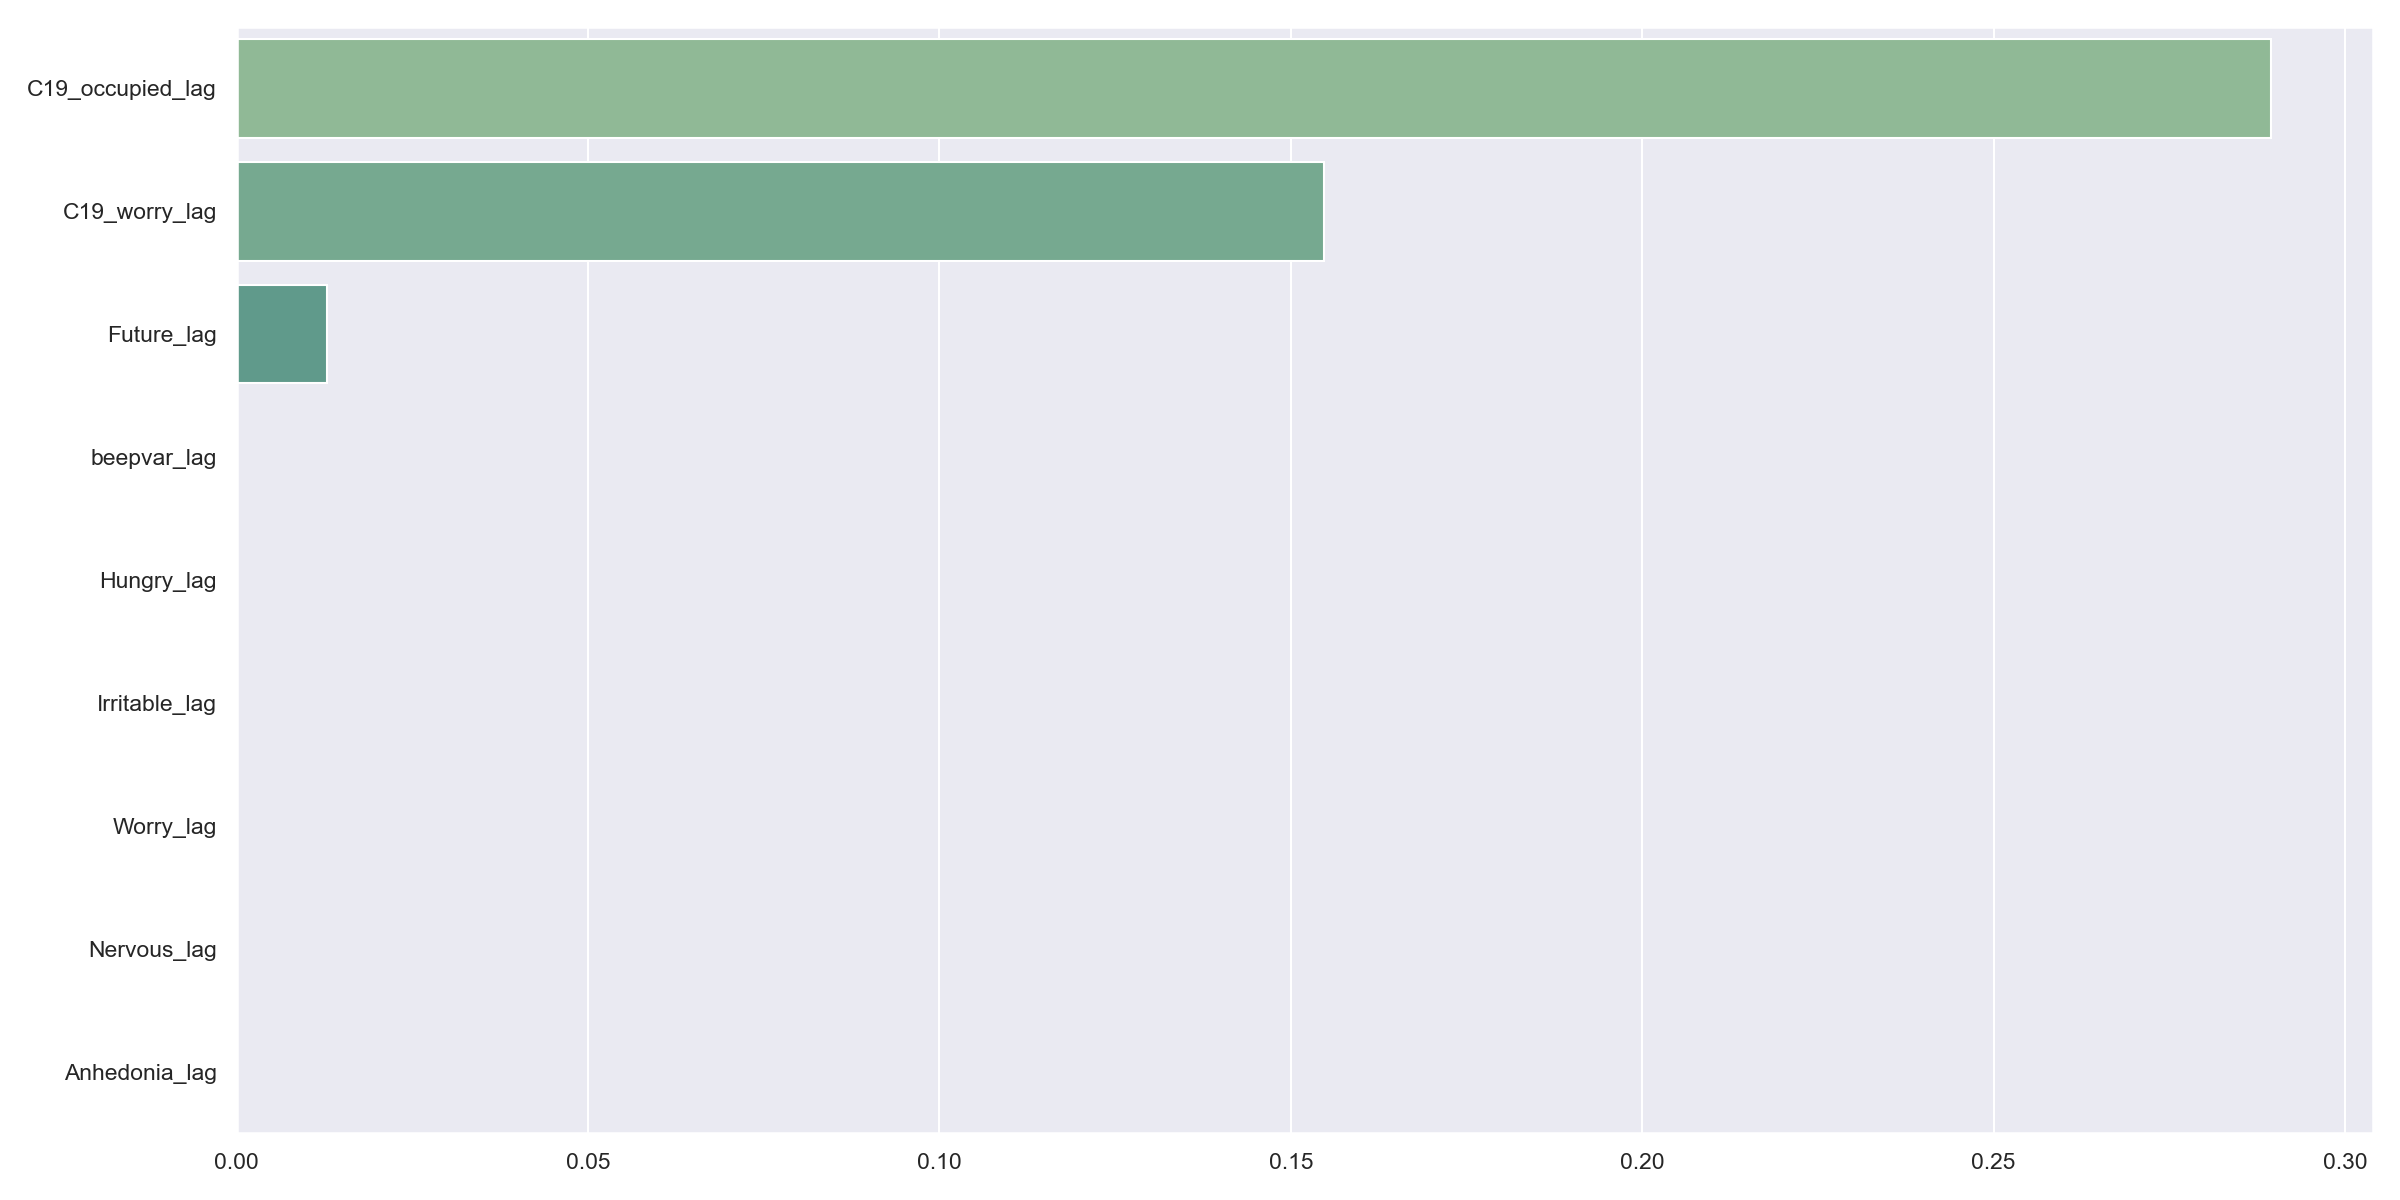 C19_occupied_lag
C19_worry_lag
Future_lag
beepvar_lag
Hungry_lag
Irritable_lag
Worry_lag
Nervous_lag
Anhedonia_lag
0.00 0.05 0.10 0.15 0.20 0.25 0.30